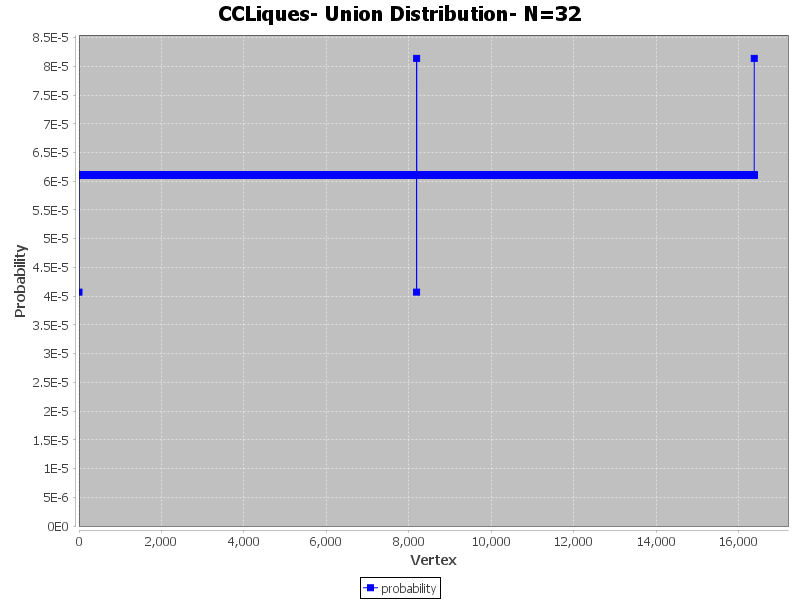 CCLiques- Union Distribution- N=32
8.5E-5
8E-5
7.5E-5
7E-5
6.5E-5
6E-5
5.5E-5
5E-5
4.5E-5
4E-5
3.5E-5
3E-5
2.5E-5
2E-5
1.5E-5
1E-5
5E-6
0E0
Probability
0 2,000 4,000 6,000 8,000 10,000 12,000 14,000 16,000
Vertex
probability